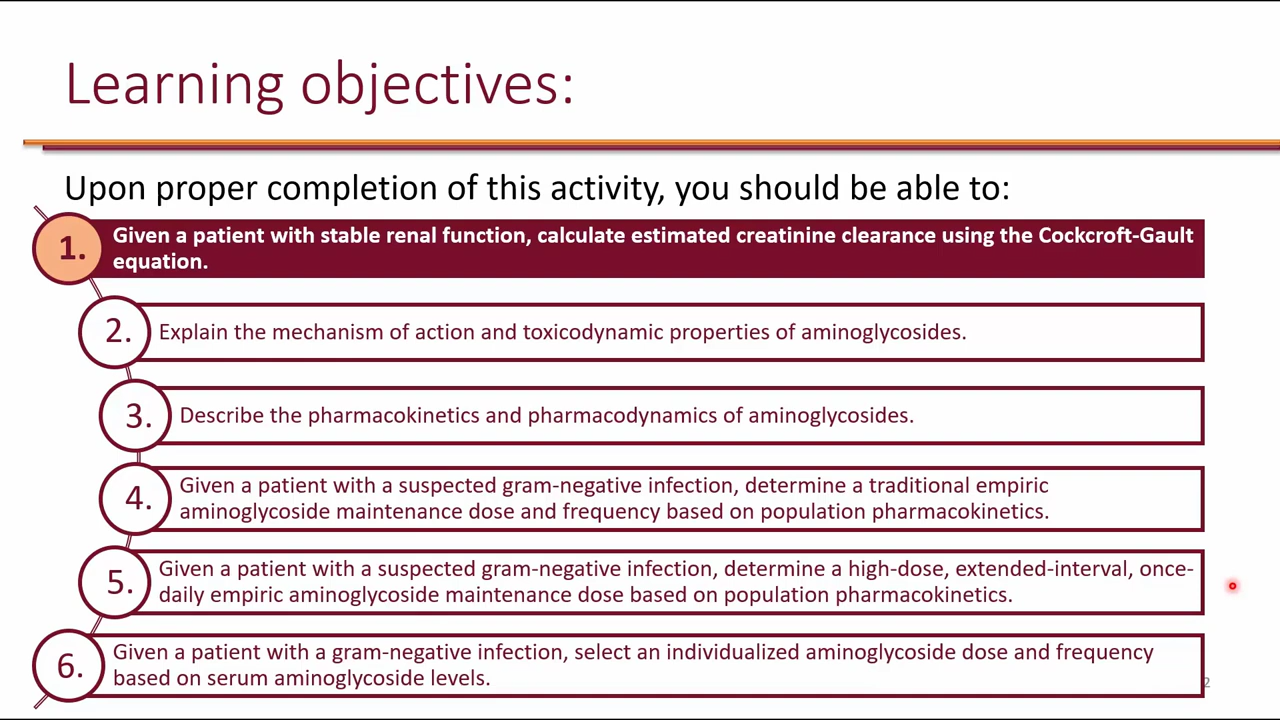 Learning objectives:
Upon proper completion of this activity, you should be able to:
1. Given a patient with stable renal function, calculate estimated creatinine clearance using the Cockcroft-Gault
equation.
2. Explain the mechanism of action and toxicodynamic properties of aminoglycosides.
3. Describe the pharmacokinetics and pharmacodynamics of aminoglycosides.
4. Given a patient with a suspected gram-negative infection, determine a traditional empiric
aminoglycoside maintenance dose and frequency based on population pharmacokinetics.
5. Given a patient with a suspected gram-negative infection, determine a high-dose, extended-interval, once-
daily empiric aminoglycoside maintenance dose based on population pharmacokinetics.
6. Given a patient with a gram-negative infection, select an individualized aminoglycoside dose and frequency
based on serum aminoglycoside levels.
2